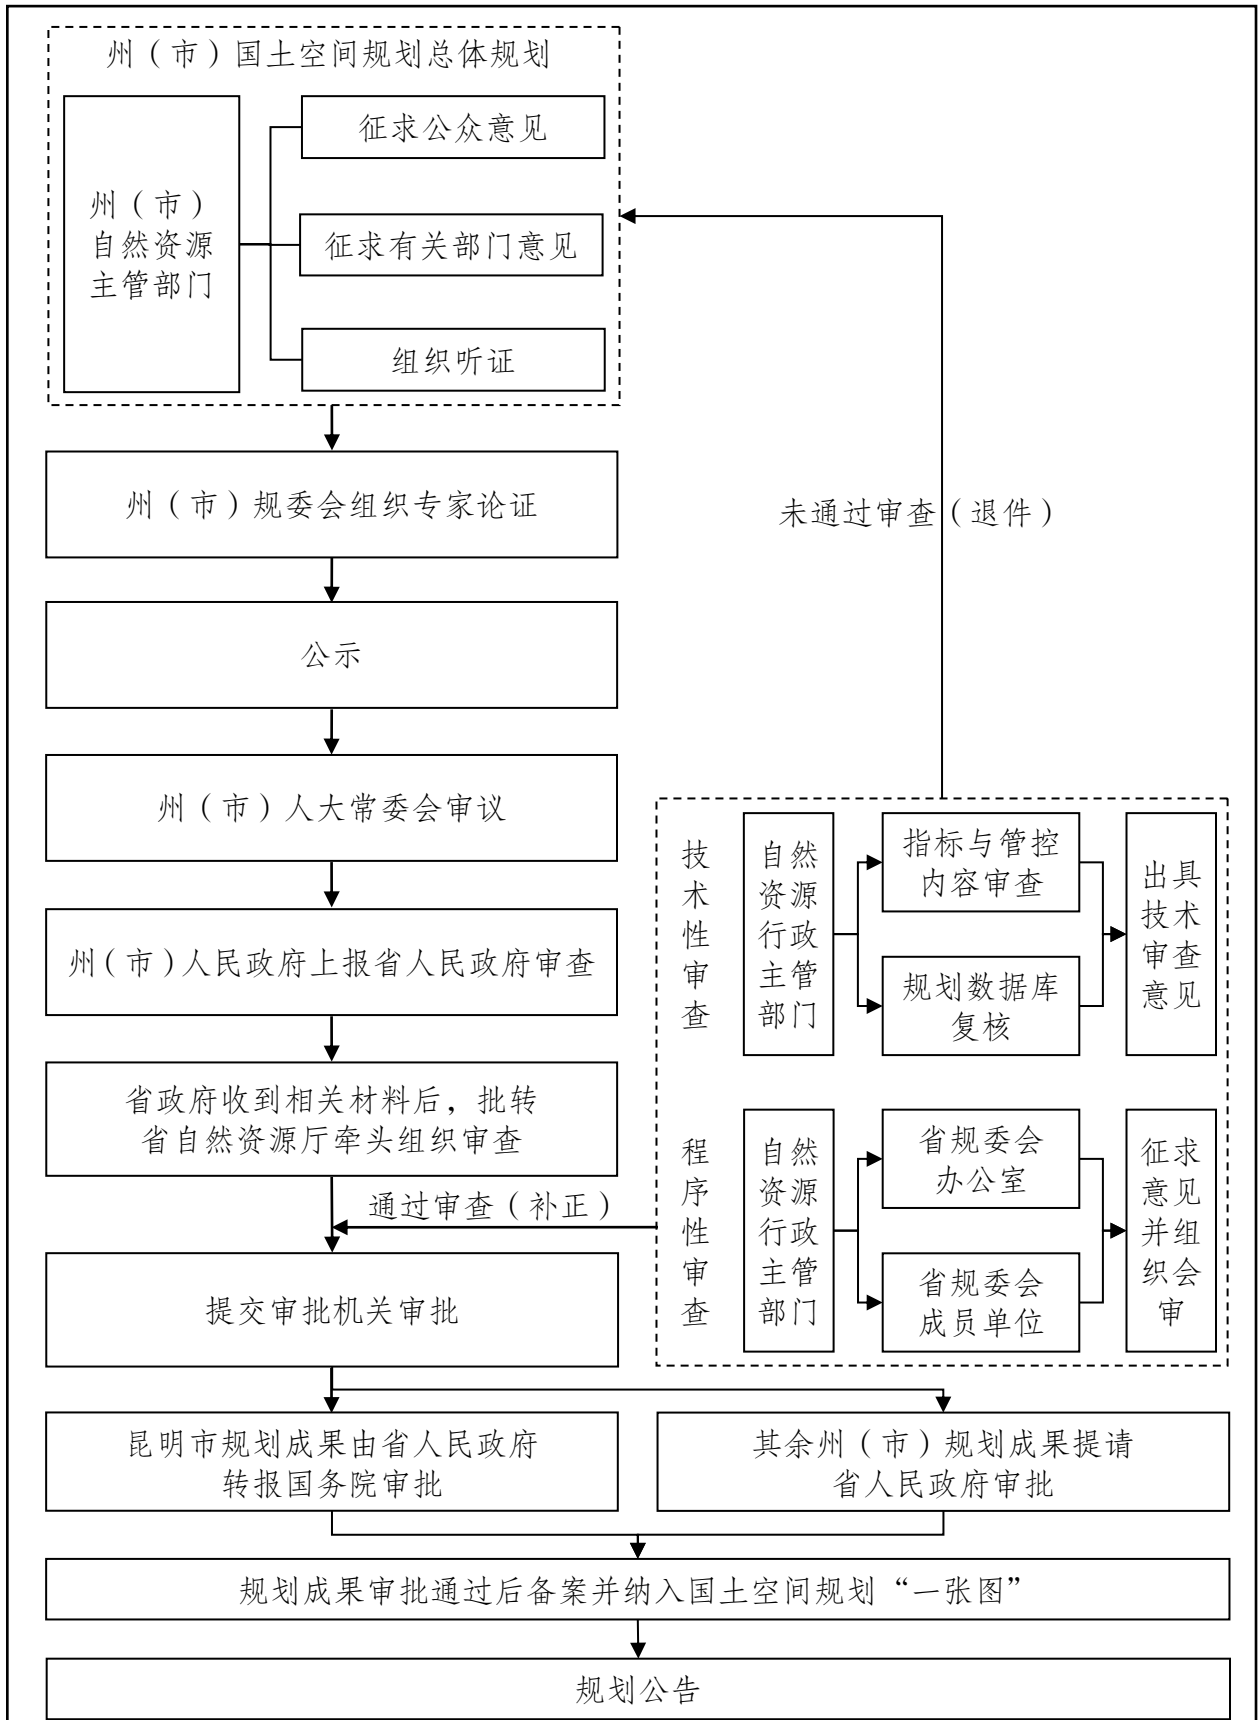 州（市）国土空间规划总体规划
州（市）
自然资源
主管部门
征求公众意见
征求有关部门意见
组织听证
州（市）规委会组织专家论证
未通过审查（退件）
公示
州（市）人大常委会审议
州（市）人民政府上报省人民政府审查
省政府收到相关材料后，批转
省自然资源厅牵头组织审查
通过审查（补正）
技
术
性
审
查
自然
资源
行政
主管
部门
指标与管控
内容审查
规划数据库
复核
出具
技术
审查
意见
程
序
性
审
查
自然
资源
行政
主管
部门
省规委会
办公室
省规委会
成员单位
征求
意见
并组
织会
审
提交审批机关审批
昆明市规划成果由省人民政府
转报国务院审批
其余州（市）规划成果提请
省人民政府审批
规划成果审批通过后备案并纳入国土空间规划“一张图”
规划公告